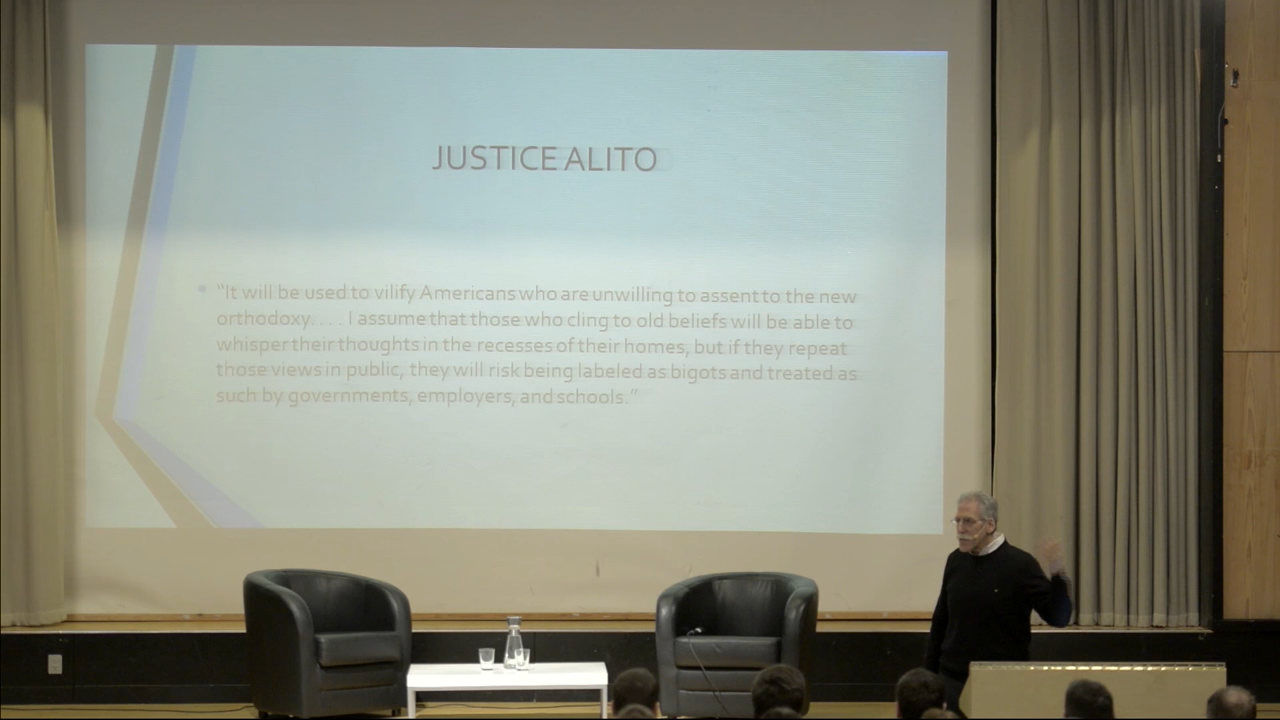 JUSTICE ALITO
“It will be used to vilify Americans who are unwilling to assent to the new
orthodoxy. . . . I assume that those who cling to old beliefs will be able to
whisper their thoughts in the recesses of their homes, but if they repeat
those views in public, they will risk being labeled as bigots and treated as
such by governments, employers, and schools.”